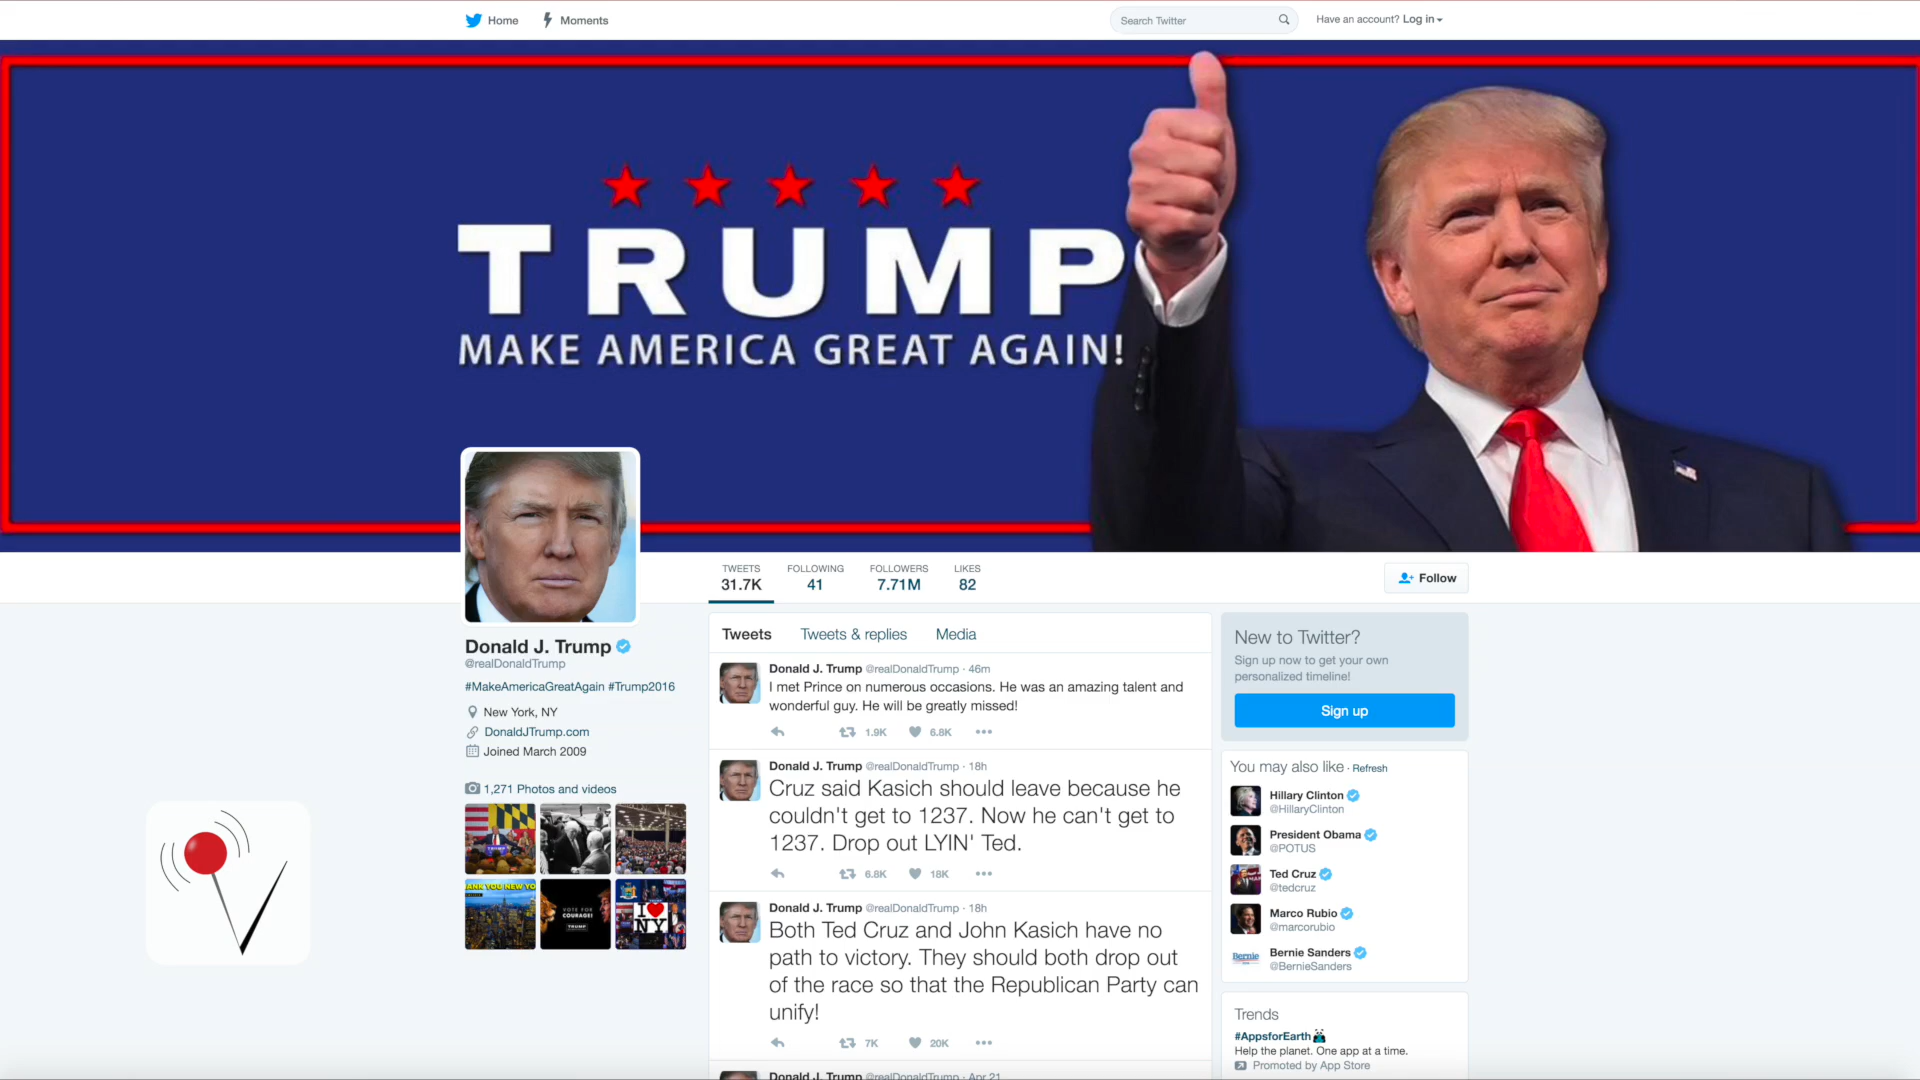 Home
Moments
Search Twitter
Have an account? Log in
TRUMP
MAKE AMERICA GREAT AGAIN!
TWEETS
31.7K
FOLLOWING
41
FOLLOWERS
7.71M
LIKES
82
Follow
Donald J. Trump
@realDonaldTrump
#MakeAmericaGreatAgain #Trump2016
New York, NY
DonaldJTrump.com
Joined March 2009
1,271 Photos and videos
TRUMP
VOTE FOR
COURAGE!
TRUMP
I
NY
Tweets
Tweets & replies
Media
Donald J. Trump @realDonaldTrump · 46m
I met Prince on numerous occasions. He was an amazing talent and
wonderful guy. He will be greatly missed!
1.9K
6.8K
Donald J. Trump @realDonaldTrump · 18h
Cruz said Kasich should leave because he
couldn't get to 1237. Now he can't get to
1237. Drop out LYIN' Ted.
6.8K
18K
Donald J. Trump @realDonaldTrump · 18h
Both Ted Cruz and John Kasich have no
path to victory. They should both drop out
of the race so that the Republican Party can
unify!
7K
20K
Donald J. Trump @realDonaldTrump · Apr 21
New to Twitter?
Sign up now to get your own
personalized timeline!
Sign up
You may also like · Refresh
Hillary Clinton
@HillaryClinton
President Obama
@POTUS
Ted Cruz
@tedcruz
Marco Rubio
@marcorubio
Bernie
Bernie Sanders
@BernieSanders
Trends
#AppsforEarth
Help the planet. One app at a time.
Promoted by App Store